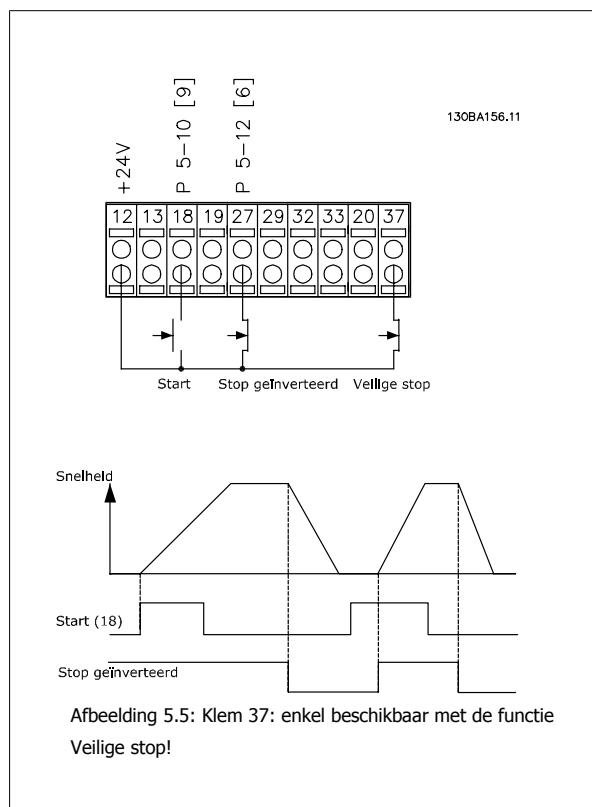 P 5-10 [9]
P 5-12 [6]
130BA156.11
+24V
12 13 18 19 27 29 32 33 20 37
Start Stop geïnverteerd Veilige stop
Snelheid
Start (18)
Stop geïnverteerd
Afbeelding 5.5: Klem 37: enkel beschikbaar met de functie
Veilige stop!